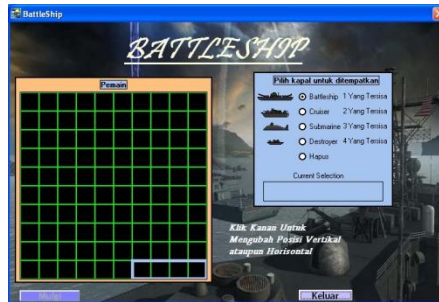 BattleShip
BATTLESHIP
Pemain
Pilih kapal untuk ditempatkan
Battleship 1 Yang Tersisa
Cruiser 2 Yang Tersisa
Submarine 3 Yang Tersisa
Destroyer 4 Yang Tersisa
Hapus
Current Selection
Klik Kanan Untuk
Mengubah Posisi Vertikal
ataupun Horisontal
Mulai
Keluar